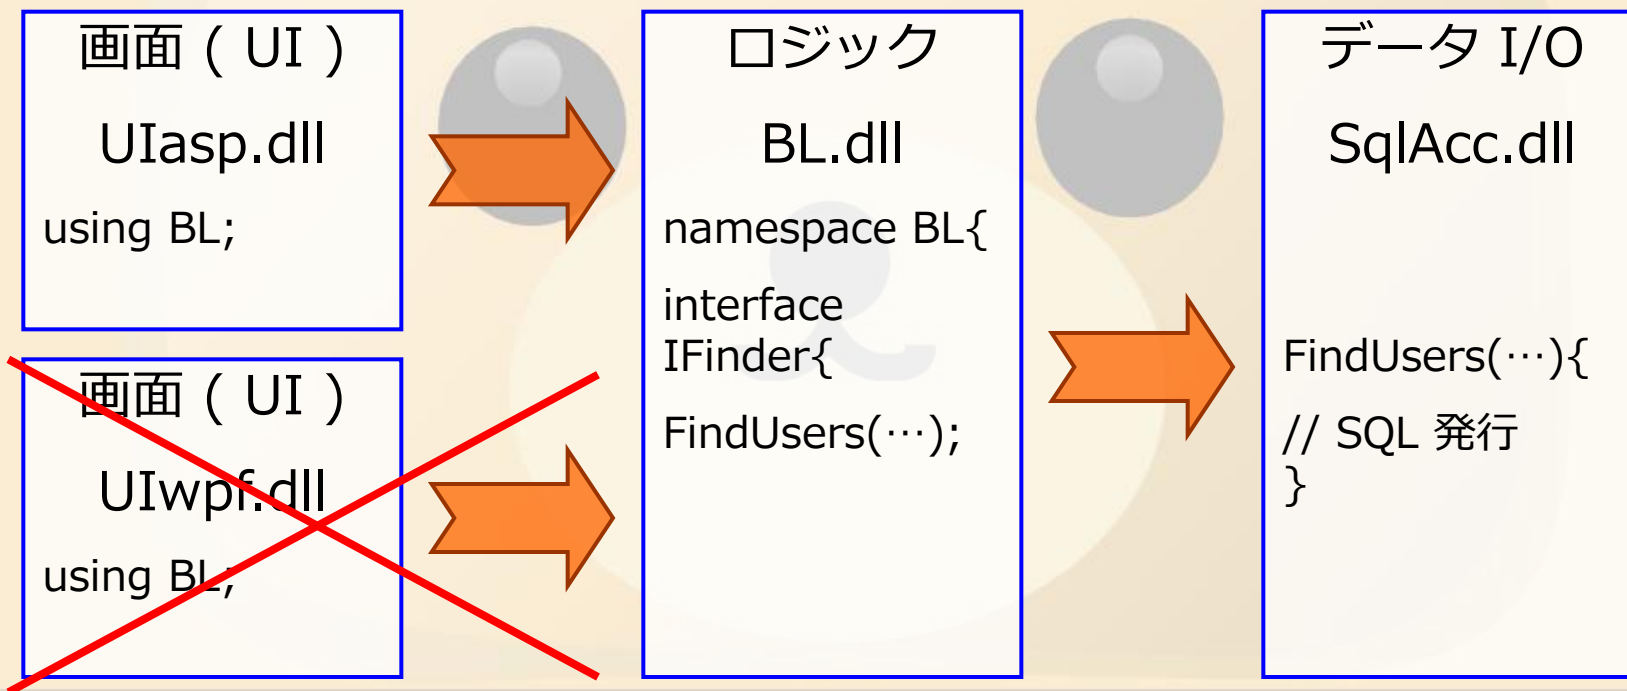 画面 ( UI )
UIasp.dll
using BL;
画面 ( UI )
UIwpf.dll
using BL;
ロジック
BL.dll
namespace BL{
interface
IFinder{
FindUsers(…);
データ I/O
SqlAcc.dll
FindUsers(…){
// SQL 発行
}